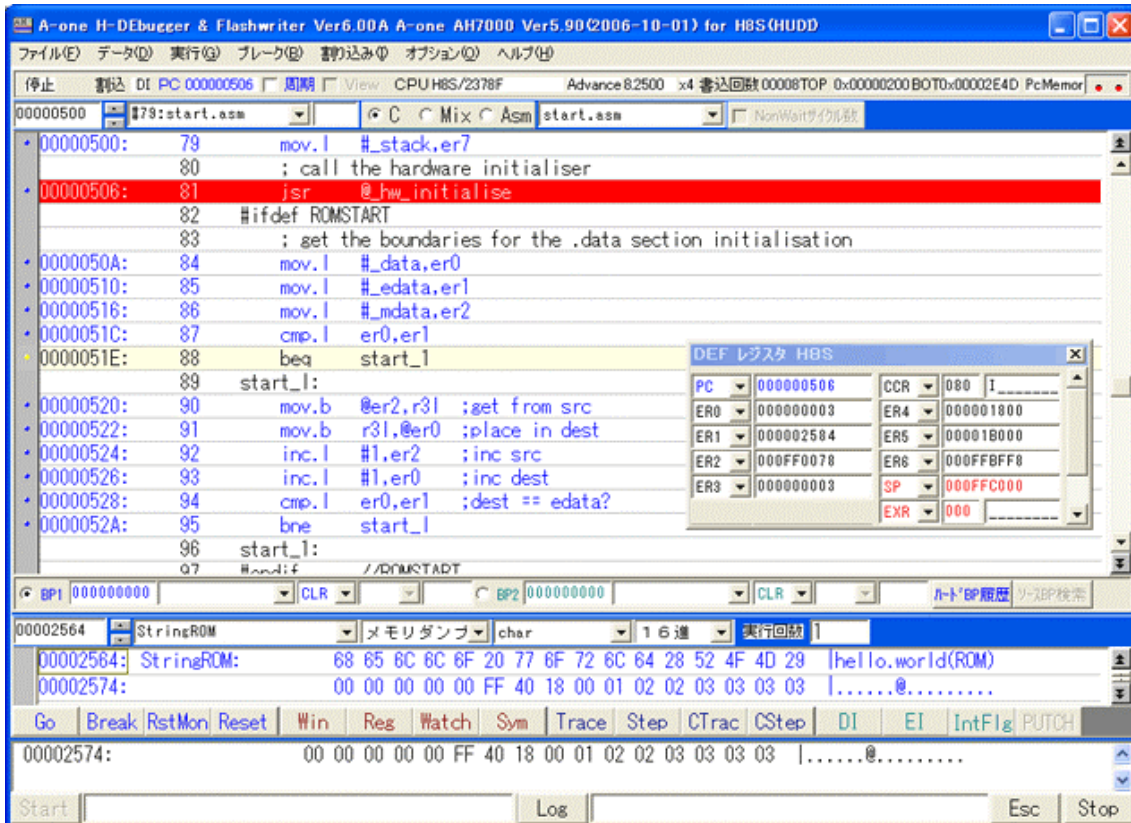 A-one H-DEbugger & Flashwriter Ver6.00A A-one AH7000 Ver5.90(2006-10-01) for H8S(HUDI)
ファイル(F) データ(D) 実行(G) ブレーク(B) 割り込み(I) オプション(O) ヘルプ(H)
停止 割込 DI PC 000000506 周期 View CPU H8S/2378F Advance 8.2500 x4 書込回数 00008 TOP 0x00000200 BOT0x00002E4D PcMemor
00000500 #79:start.asm C Mix Asm start.asm NonWaitサイクル数
00000500: 79 mov.l #_stack,er7
80 ; call the hardware initialiser
00000506: 81 jsr @_hw_initialise
82 #ifdef ROMSTART
83 ; get the boundaries for the .data section initialisation
0000050A: 84 mov.l #_data,er0
00000510: 85 mov.l #_edata,er1
00000516: 86 mov.l #_mdata,er2
0000051C: 87 cmp.l er0,er1
0000051E: 88 beq start_1
89 start_l:
00000520: 90 mov.b @er2,r3l ;get from src
00000522: 91 mov.b r3l,@er0 ;place in dest
00000524: 92 inc.l #1,er2 ;inc src
00000526: 93 inc.l #1,er0 ;inc dest
00000528: 94 cmp.l er0,er1 ;dest == edata?
0000052A: 95 bne start_l
96 start_1:
97 #endif //ROMSTART
DEF レジスタ H8S
PC 000000506 CCR 080 I_______
ER0 000000003 ER4 000001800
ER1 000002584 ER5 00001B000
ER2 000FF0078 ER6 000FFBFF8
ER3 000000003 SP 000FFC000
EXR 000 ________
BP1 000000000 CLR BP2 000000000 CLR ハードBP履歴 ソースBP検索
00002564 StringROM メモリダンプ char 16進 実行回数 1
00002564: StringROM: 68 65 6C 6C 6F 20 77 6F 72 6C 64 28 52 4F 4D 29 |hello.world(ROM)
00002574: 00 00 00 00 00 FF 40 18 00 01 02 02 03 03 03 03 |......@.........
Go Break RstMon Reset Win Reg Watch Sym Trace Step CTrac CStep DI EI IntFlg PUTCH
00002574: 00 00 00 00 00 FF 40 18 00 01 02 02 03 03 03 03 |......@.........
Start Log Esc Stop